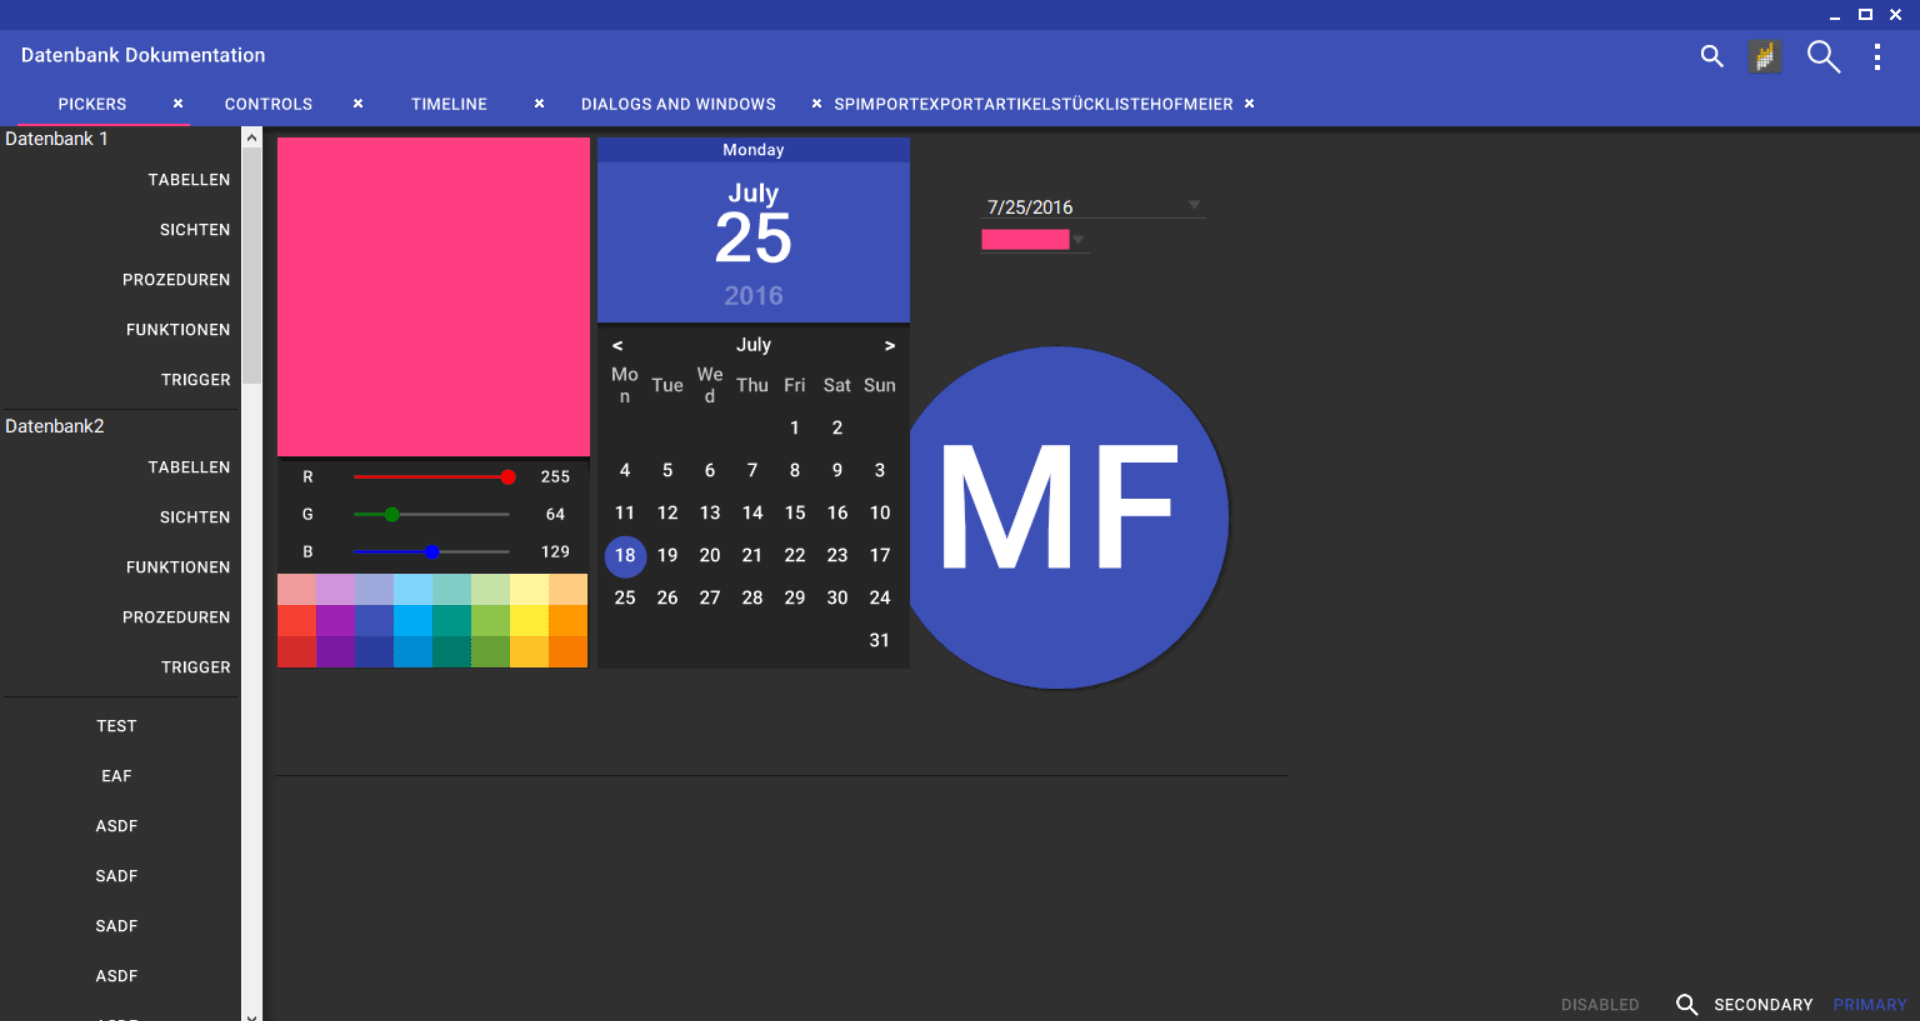 Datenbank Dokumentation
PICKERS × CONTROLS × TIMELINE × DIALOGS AND WINDOWS × SPIMPORTEXPORTARTIKELSTÜCKLISTEHOFMEIER ×
Datenbank 1
TABELLEN
SICHTEN
PROZEDUREN
FUNKTIONEN
TRIGGER
Datenbank2
TABELLEN
SICHTEN
FUNKTIONEN
PROZEDUREN
TRIGGER
TEST
EAF
ASDF
SADF
SADF
ASDF
R 255
G 64
B 129
Monday
July
25
2016
< July >
Mon Tue Wed Thu Fri Sat Sun
1 2
4 5 6 7 8 9 3
11 12 13 14 15 16 10
18 19 20 21 22 23 17
25 26 27 28 29 30 24
31
7/25/2016
MF
DISABLED SECONDARY PRIMARY